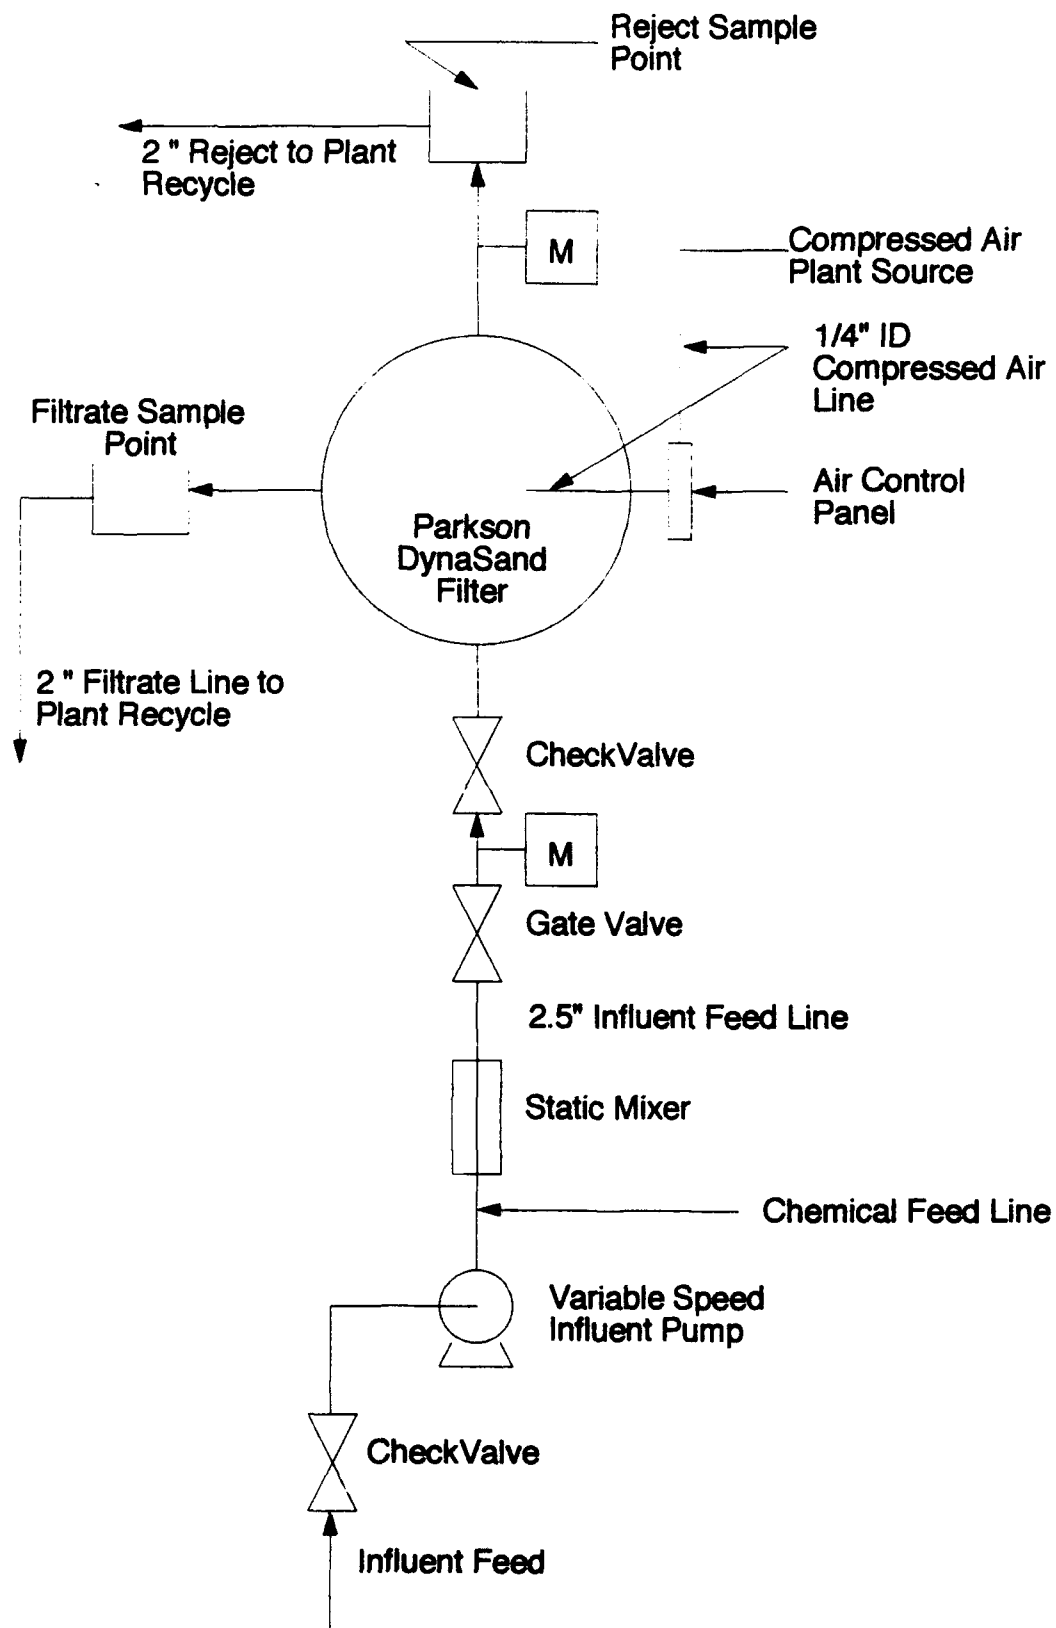 Reject Sample
Point
2 " Reject to Plant
Recycle
M
Compressed Air
Plant Source
1/4" ID
Compressed Air
Line
Filtrate Sample
Point
Air Control
Panel
Parkson
DynaSand
Filter
2 " Filtrate Line to
Plant Recycle
CheckValve
M
Gate Valve
2.5" Influent Feed Line
Static Mixer
Chemical Feed Line
Variable Speed
Influent Pump
CheckValve
Influent Feed